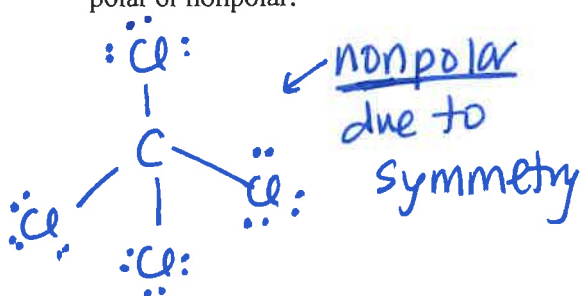 polar or nonpolar.
:Cl:
nonpolar
due to
C
symmetry
Cl:
:Cl
:Cl: